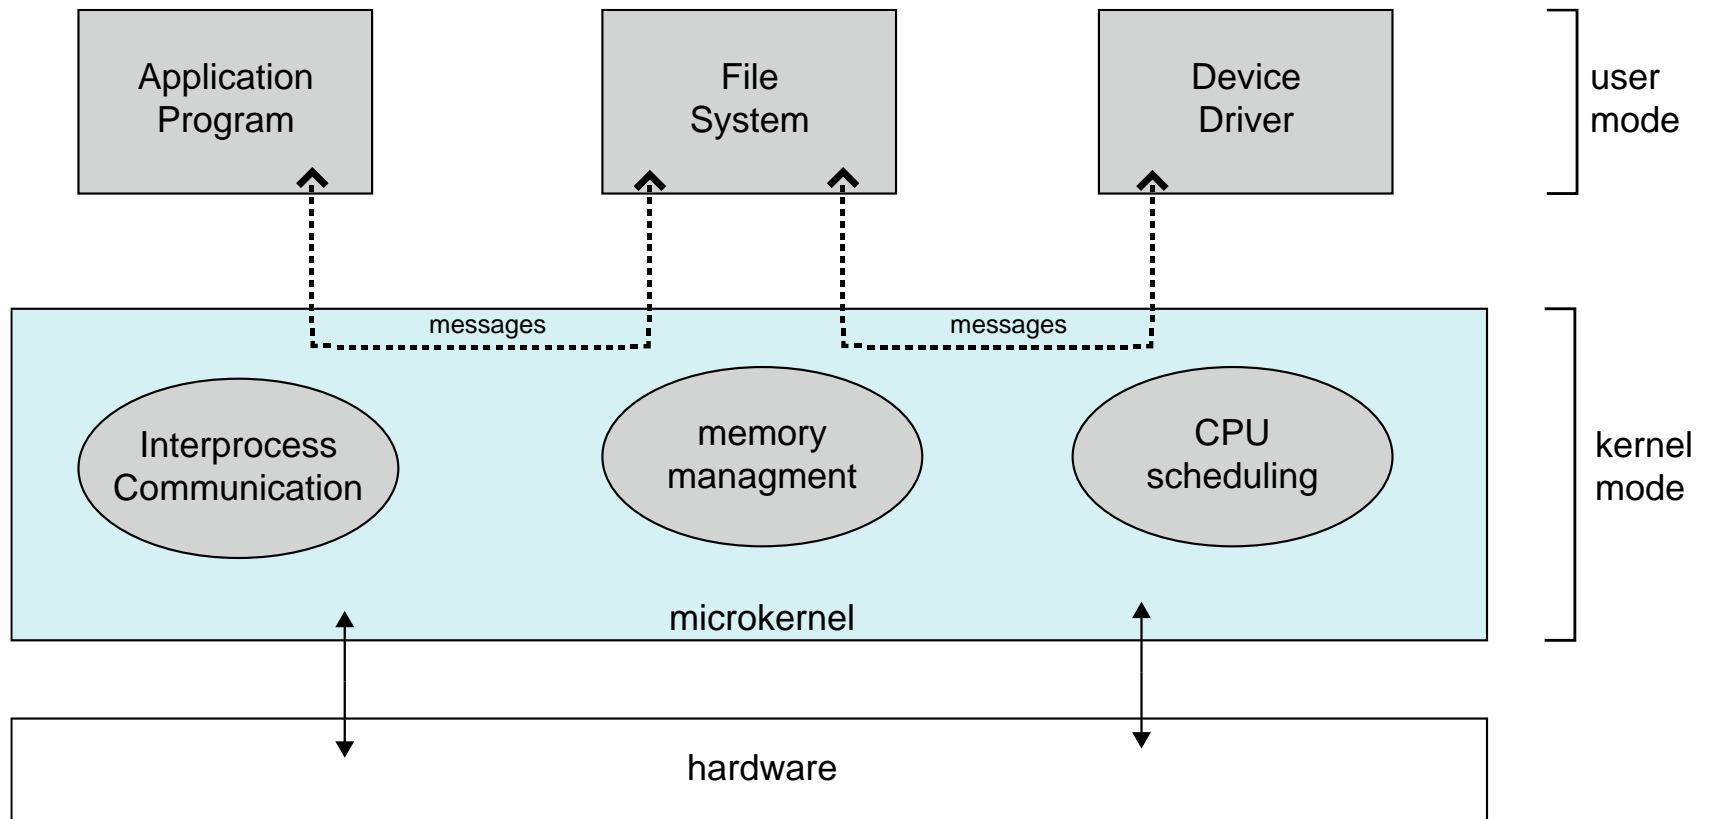 Application
Program
File
System
Device
Driver
user
mode
messages
messages
Interprocess
Communication
memory
managment
CPU
scheduling
kernel
mode
microkernel
hardware